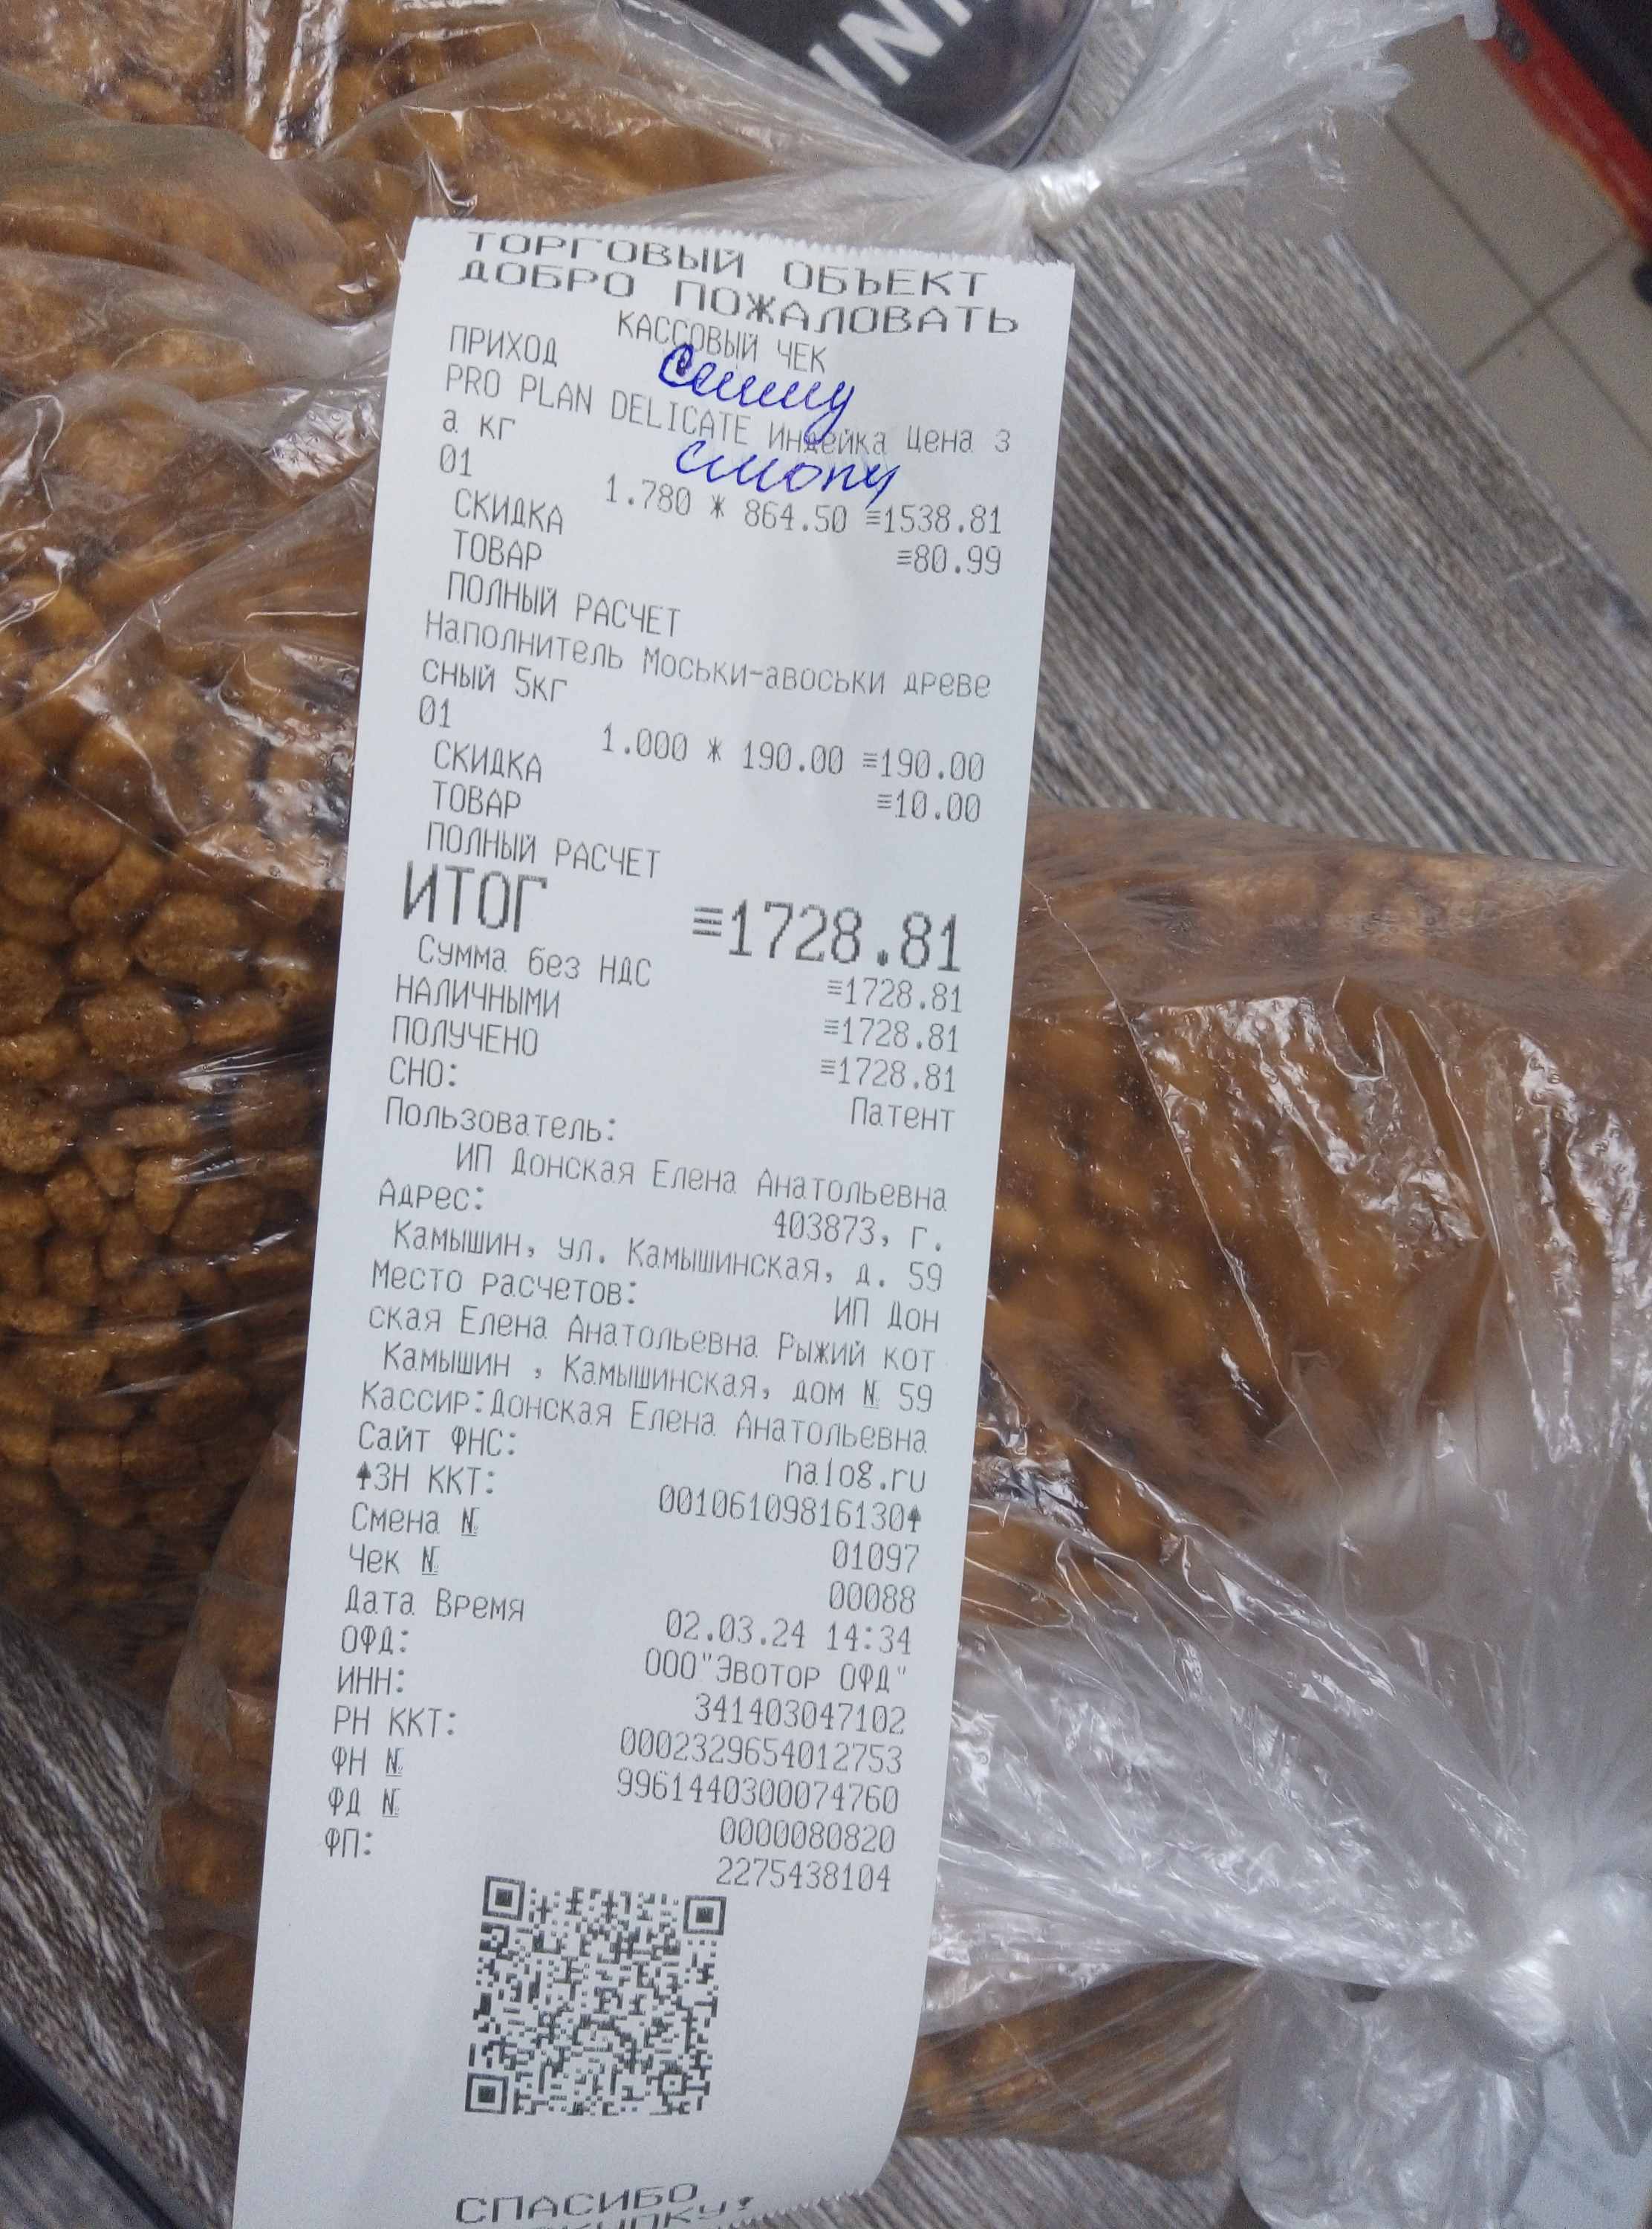 ТОРГОВЫЙ ОБЪЕКТ
ДОБРО ПОЖАЛОВАТЬ
КАССОВЫЙ ЧЕК
ПРИХОД
PRO PLAN DELICATE Индейка Цена з
а кг
01 1.780 * 864.50 ≡1538.81
СКИДКА ≡80.99
ТОВАР
ПОЛНЫЙ РАСЧЕТ
Наполнитель Моськи-авоськи древе
сный 5кг
01 1.000 * 190.00 ≡190.00
СКИДКА ≡10.00
ТОВАР
ПОЛНЫЙ РАСЧЕТ
ИТОГ ≡1728.81
Сумма без НДС ≡1728.81
НАЛИЧНЫМИ ≡1728.81
ПОЛУЧЕНО ≡1728.81
СНО: Патент
Пользователь:
ИП Донская Елена Анатольевна
Адрес: 403873, г.
Камышин, ул. Камышинская, д. 59
Место расчетов: ИП Дон
ская Елена Анатольевна Рыжий кот
Камышин , Камышинская, дом № 59
Кассир:Донская Елена Анатольевна
Сайт ФНС: nalog.ru
ЗН ККТ: 00106109816130
Смена № 01097
Чек № 00088
Дата Время 02.03.24 14:34
ОФД: ООО"Эвотор ОФД"
ИНН: 341403047102
РН ККТ: 0002329654012753
ФН № 9961440300074760
ФД № 0000080820
ФП: 2275438104
СПАСИБО